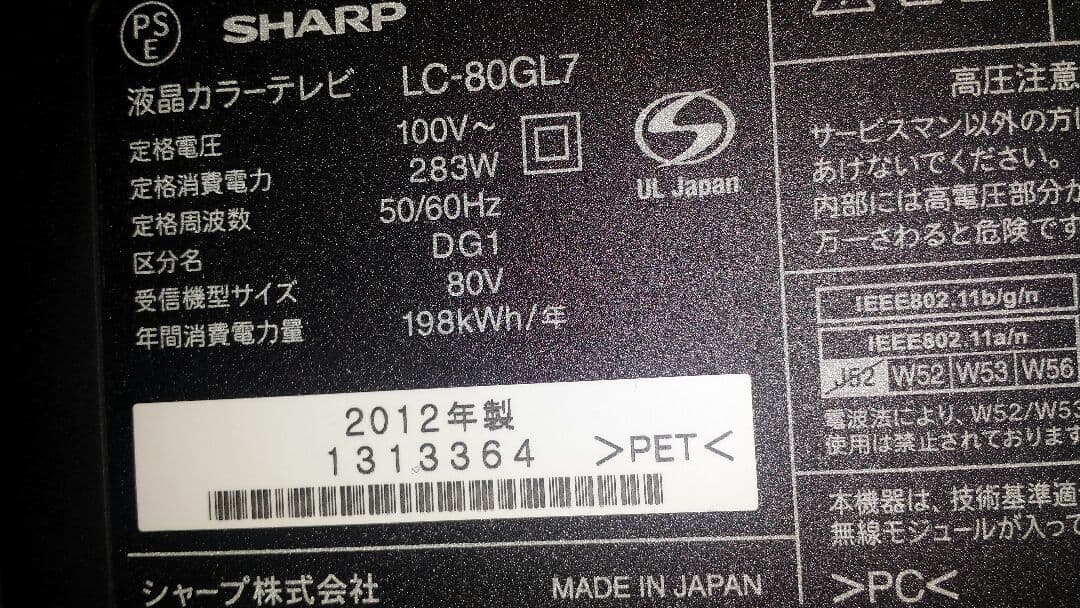 PS
E
SHARP
液晶カラーテレビ LC-80GL7
定格電圧 100V～
定格消費電力 283W
定格周波数 50/60Hz
区分名 DG1
受信機型サイズ 80V
年間消費電力量 198kWh/年
UL Japan
2012年製
1313364
>PET<
シャープ株式会社 MADE IN JAPAN
高圧注意
サービスマン以外の方
あけないでください。
内部には高電圧部分が
万一さわると危険です
IEEE802.11b/g/n
IEEE802.11a/n
J52 W52 W53 W56
電波法により、W52/W53
使用は禁止されております
本機器は、技術基準適
無線モジュールが入って
>PC<